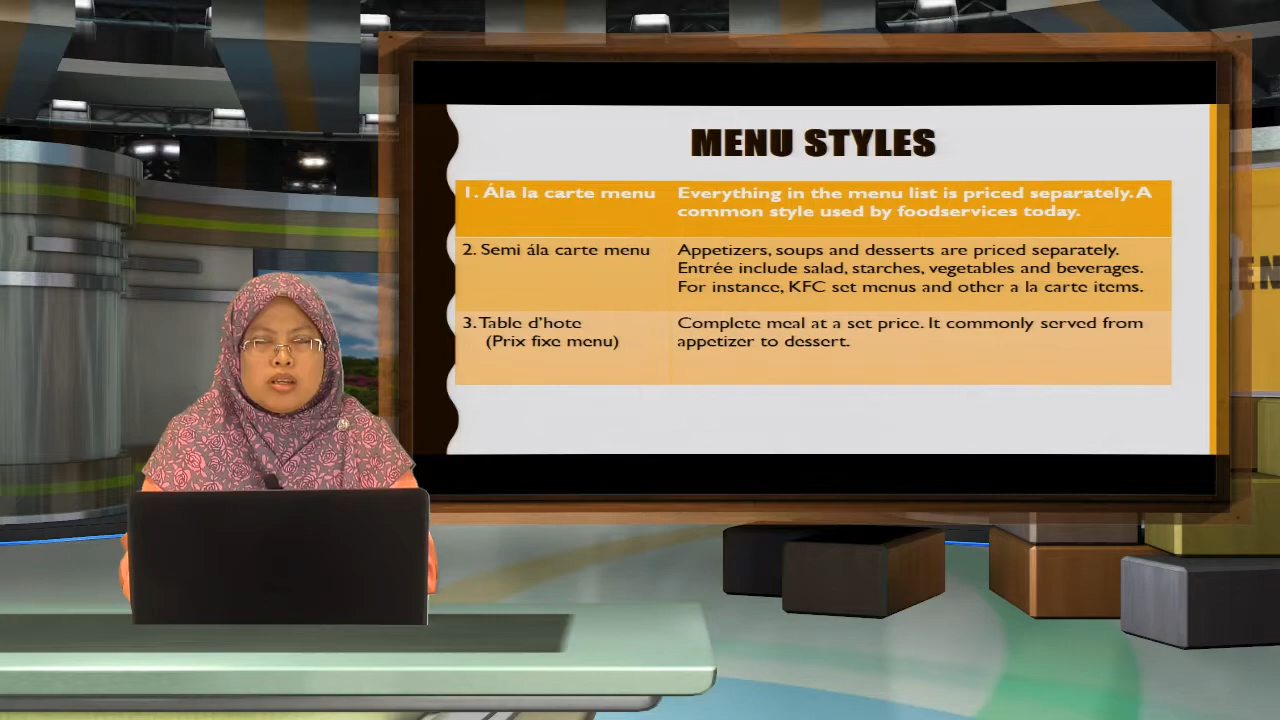 MENU STYLES
1. Ála la carte menu
Everything in the menu list is priced separately. A
common style used by foodservices today.
2. Semi ála carte menu
Appetizers, soups and desserts are priced separately.
Entrée include salad, starches, vegetables and beverages.
For instance, KFC set menus and other a la carte items.
3. Table d'hote
(Prix fixe menu)
Complete meal at a set price. It commonly served from
appetizer to dessert.